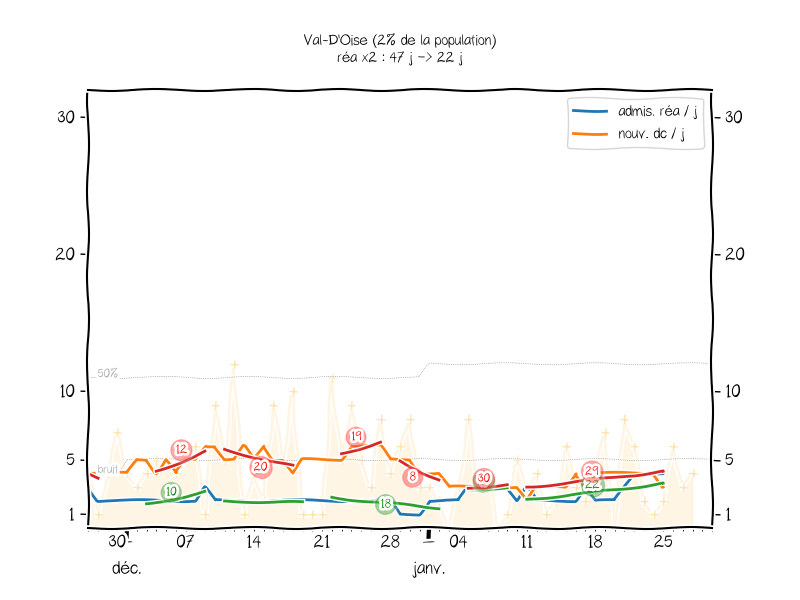 Val-D'Oise (2% de la population)
réa x2 : 47 j -> 22 j
admis. réa / j
nouv. dc / j
30 30
20 20
10 10
5 5
1 1
50%
bruit
12 20 19 8 30 29
10 18 22
30 07 14 21 28 04 11 18 25
déc. janv.